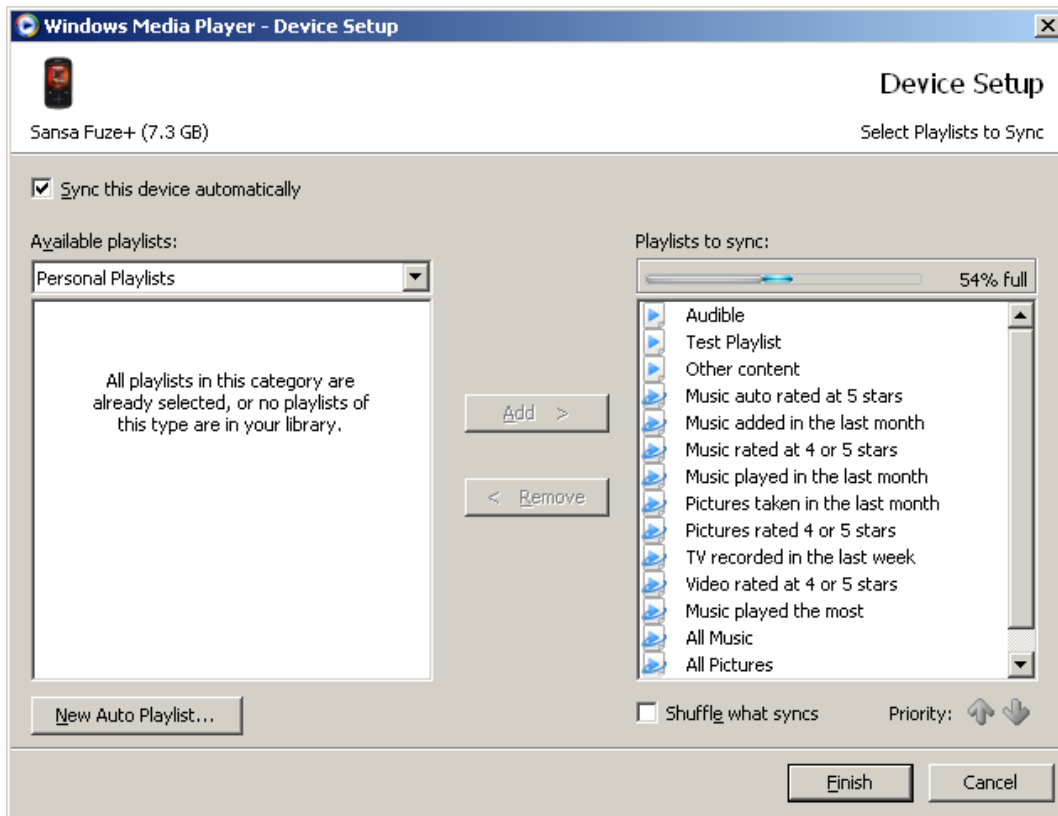 Windows Media Player - Device Setup
Device Setup
Sansa Fuze+ (7.3 GB)
Select Playlists to Sync
Sync this device automatically
Available playlists:
Personal Playlists
All playlists in this category are
already selected, or no playlists of
this type are in your library.
New Auto Playlist...
Add >
< Remove
Playlists to sync:
54% full
Audible
Test Playlist
Other content
Music auto rated at 5 stars
Music added in the last month
Music rated at 4 or 5 stars
Music played in the last month
Pictures taken in the last month
Pictures rated 4 or 5 stars
TV recorded in the last week
Video rated at 4 or 5 stars
Music played the most
All Music
All Pictures
Shuffle what syncs
Priority:
Finish
Cancel